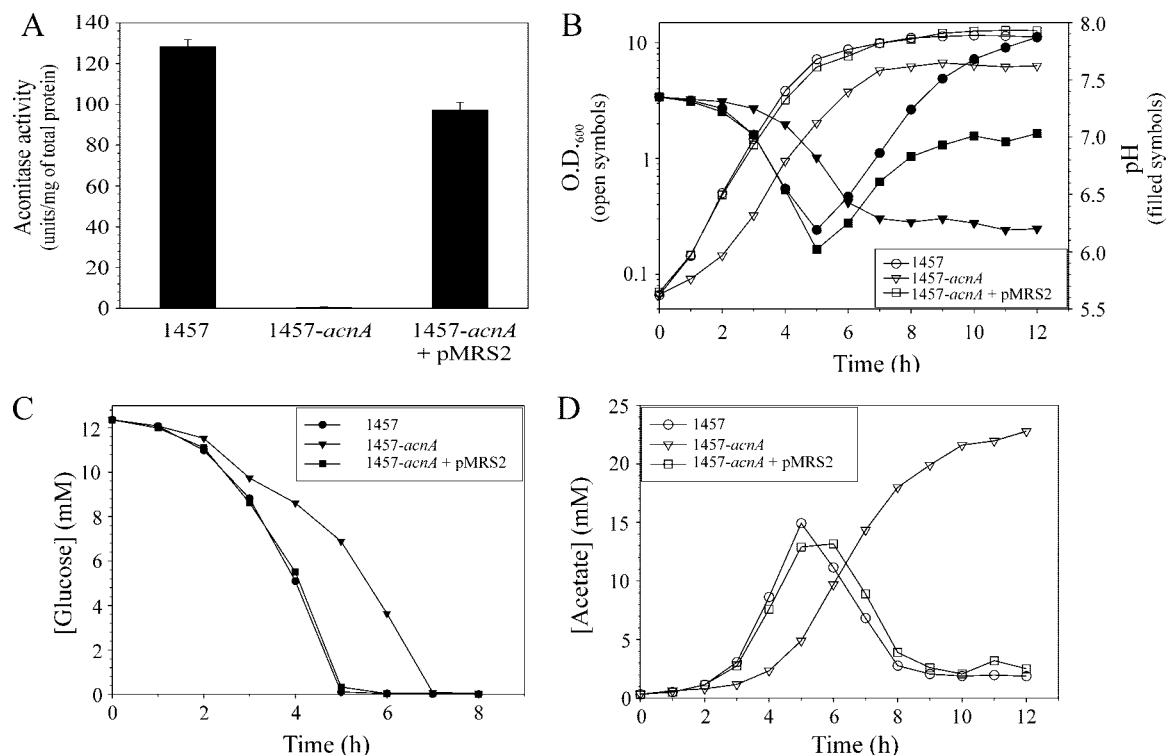 A
Aconitase activity
(units/mg of total protein)
140
120
100
80
60
40
20
0
1457
1457-acnA
1457-acnA
+ pMRS2
B
O.D.600
(open symbols)
10
1
0.1
8.0
7.5
7.0
6.5
6.0
5.5
pH
(filled symbols)
1457
1457-acnA
1457-acnA + pMRS2
0 2 4 6 8 10 12
Time (h)
C
[Glucose] (mM)
12
10
8
6
4
2
0
1457
1457-acnA
1457-acnA + pMRS2
0 2 4 6 8
Time (h)
D
[Acetate] (mM)
25
20
15
10
5
0
1457
1457-acnA
1457-acnA + pMRS2
0 2 4 6 8 10 12
Time (h)